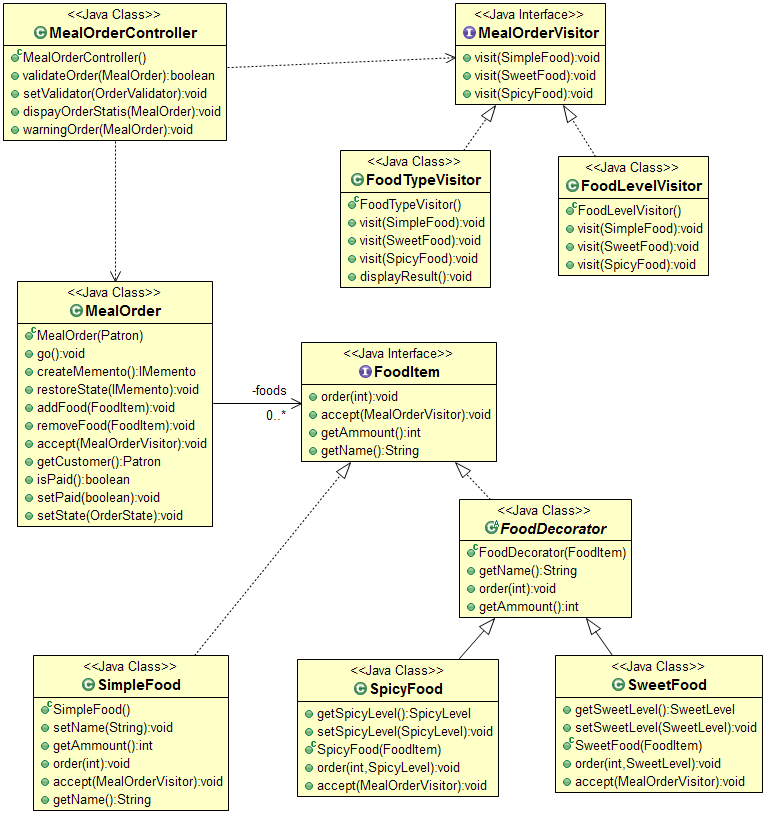 <<Java Class>>
MealOrderController
MealOrderController()
validateOrder(MealOrder):boolean
setValidator(OrderValidator):void
dispayOrderStatis(MealOrder):void
warningOrder(MealOrder):void
<<Java Interface>>
MealOrderVisitor
visit(SimpleFood):void
visit(SweetFood):void
visit(SpicyFood):void
<<Java Class>>
FoodTypeVisitor
FoodTypeVisitor()
visit(SimpleFood):void
visit(SweetFood):void
visit(SpicyFood):void
displayResult():void
<<Java Class>>
FoodLevelVisitor
FoodLevelVisitor()
visit(SimpleFood):void
visit(SweetFood):void
visit(SpicyFood):void
<<Java Class>>
MealOrder
MealOrder(Patron)
go():void
createMemento():IMemento
restoreState(IMemento):void
addFood(FoodItem):void
removeFood(FoodItem):void
accept(MealOrderVisitor):void
getCustomer():Patron
isPaid():boolean
setPaid(boolean):void
setState(OrderState):void
-foods
0..*
<<Java Interface>>
FoodItem
order(int):void
accept(MealOrderVisitor):void
getAmmount():int
getName():String
<<Java Class>>
FoodDecorator
FoodDecorator(FoodItem)
getName():String
order(int):void
getAmmount():int
<<Java Class>>
SimpleFood
SimpleFood()
setName(String):void
getAmmount():int
order(int):void
accept(MealOrderVisitor):void
getName():String
<<Java Class>>
SpicyFood
getSpicyLevel():SpicyLevel
setSpicyLevel(SpicyLevel):void
SpicyFood(FoodItem)
order(int,SpicyLevel):void
accept(MealOrderVisitor):void
<<Java Class>>
SweetFood
getSweetLevel():SweetLevel
setSweetLevel(SweetLevel):void
SweetFood(FoodItem)
order(int,SweetLevel):void
accept(MealOrderVisitor):void